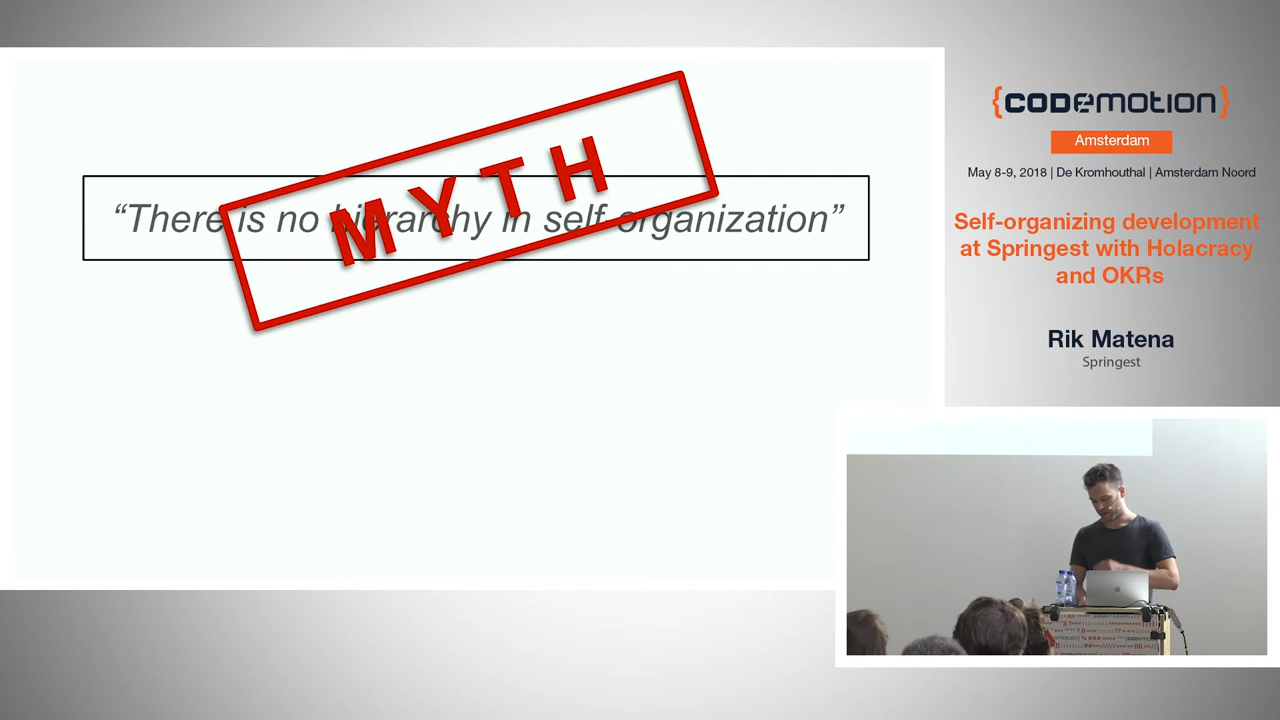 “There is no hierarchy in self organization”
MYTH
{CODEMOTION}
Amsterdam
May 8-9, 2018 | De Kromhouthal | Amsterdam Noord
Self-organizing development
at Springest with Holacracy
and OKRs
Rik Matena
Springest